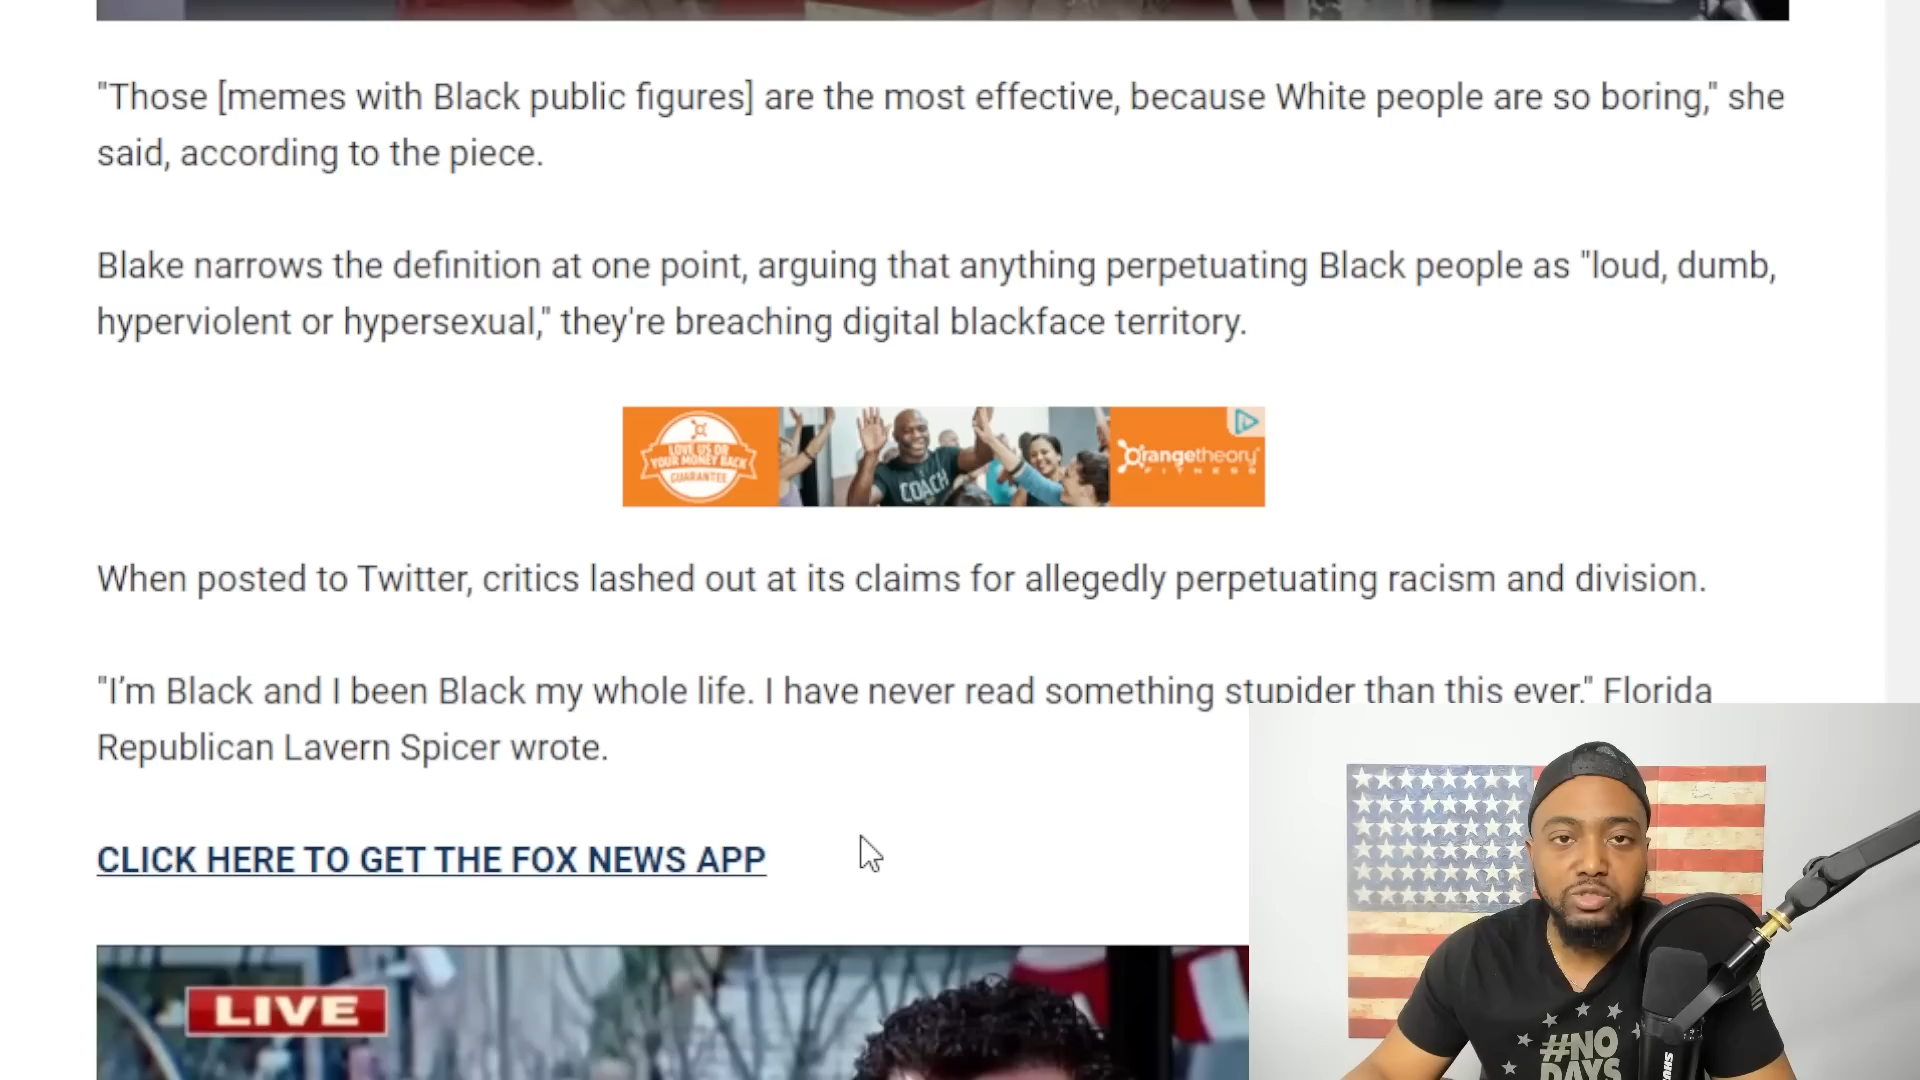 "Those [memes with Black public figures] are the most effective, because White people are so boring," she
said, according to the piece.
Blake narrows the definition at one point, arguing that anything perpetuating Black people as "loud, dumb,
hyperviolent or hypersexual," they're breaching digital blackface territory.
LOVE US OR
YOUR MONEY BACK
GUARANTEE
COACH
Orangetheory
FITNESS
When posted to Twitter, critics lashed out at its claims for allegedly perpetuating racism and division.
"I'm Black and I been Black my whole life. I have never read something stupider than this ever." Florida
Republican Lavern Spicer wrote.
CLICK HERE TO GET THE FOX NEWS APP
LIVE
#NO
DAYS
SHURE